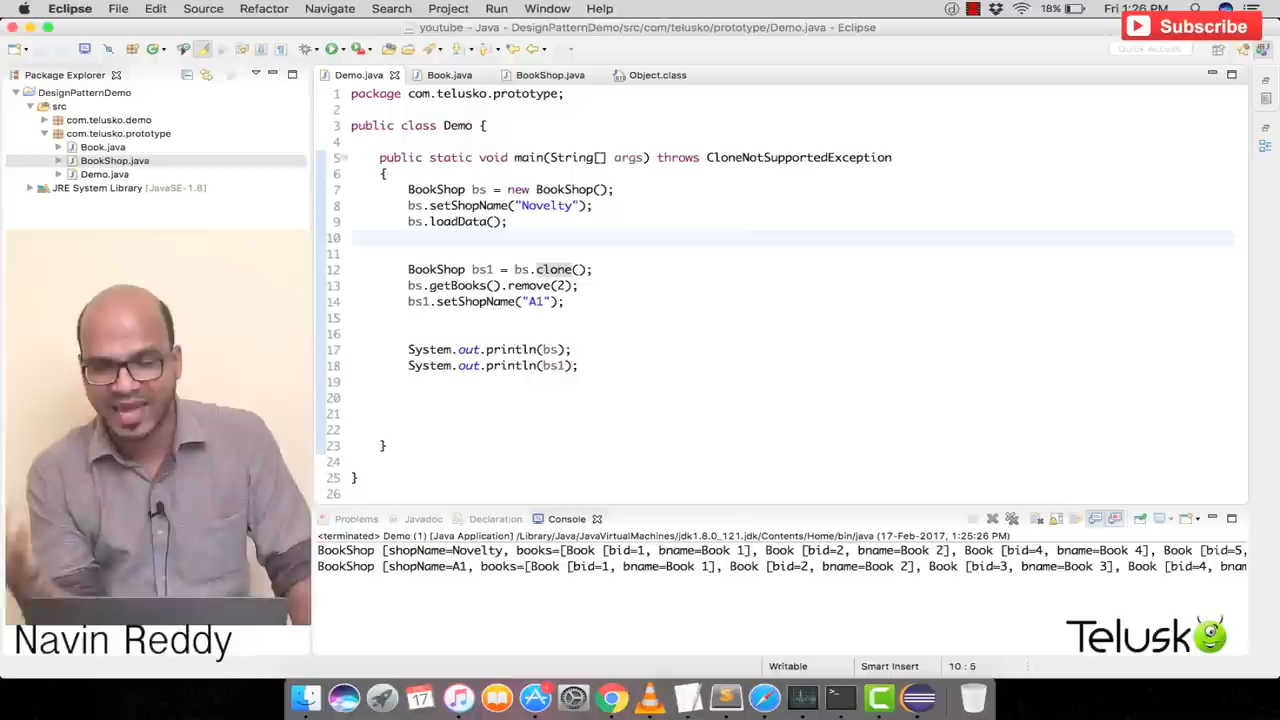 Eclipse File Edit Source Refactor Navigate Search Project Run Window Help 18% Fri 1:26 PM
Subscribe
youtube - Java - DesignPatternDemo/src/com/telusko/prototype/Demo.java - Eclipse
Quick Access
Package Explorer
Demo.java Book.java BookShop.java Object.class
DesignPatternDemo
src
com.telusko.demo
com.telusko.prototype
Book.java
BookShop.java
Demo.java
JRE System Library [JavaSE-1.8]
1 package com.telusko.prototype;
2
3 public class Demo {
4
5 public static void main(String[] args) throws CloneNotSupportedException
6 {
7 BookShop bs = new BookShop();
8 bs.setShopName("Novelty");
9 bs.loadData();
10
11
12 BookShop bs1 = bs.clone();
13 bs.getBooks().remove(2);
14 bs1.setShopName("A1");
15
16
17 System.out.println(bs);
18 System.out.println(bs1);
19
20
21
22
23 }
24
25 }
26
Problems Javadoc Declaration Console
<terminated> Demo (1) [Java Application] /Library/Java/JavaVirtualMachines/jdk1.8.0_121.jdk/Contents/Home/bin/java (17-Feb-2017, 1:25:26 PM)
BookShop [shopName=Novelty, books=[Book [bid=1, bname=Book 1], Book [bid=2, bname=Book 2], Book [bid=4, bname=Book 4], Book [bid=5,
BookShop [shopName=A1, books=[Book [bid=1, bname=Book 1], Book [bid=2, bname=Book 2], Book [bid=3, bname=Book 3], Book [bid=4, bnam
Navin Reddy
Telusko
Writable Smart Insert 10 : 5
17